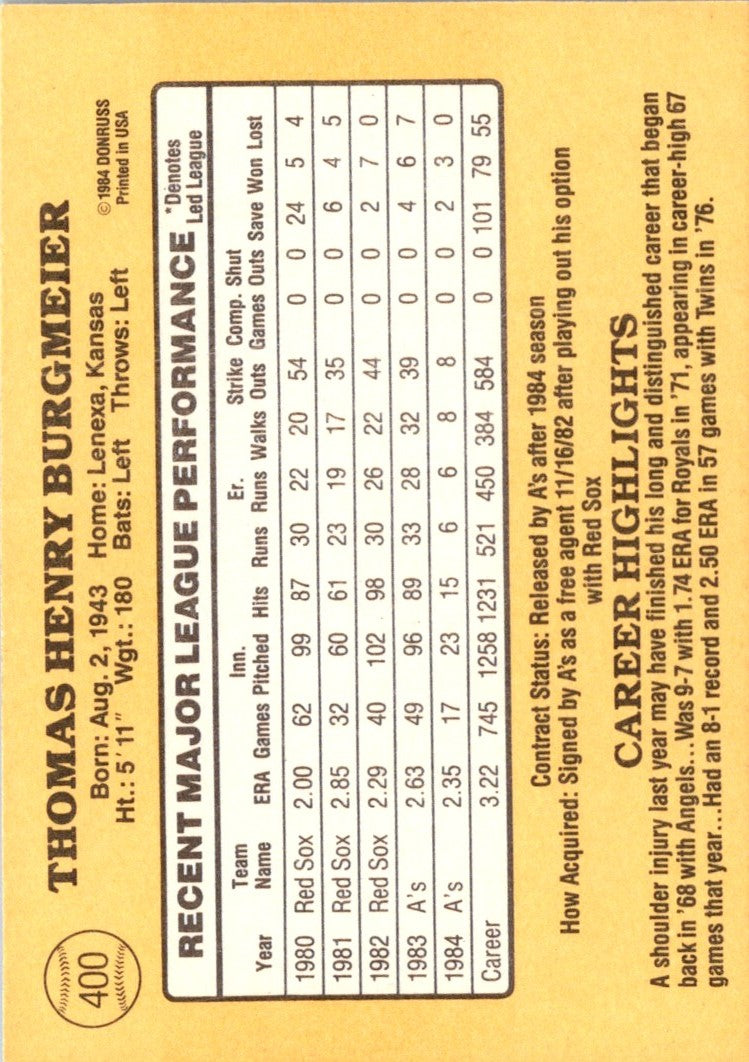 400
THOMAS HENRY BURGMEIER
Born: Aug. 2, 1943 Home: Lenexa, Kansas
©1984 DONRUSS
Ht.: 5' 11" Wgt.: 180 Bats: Left Throws: Left
Printed in USA
RECENT MAJOR LEAGUE PERFORMANCE
*Denotes
Led League
Team Inn. Er. Strike Comp. Shut
Year Name ERA Games Pitched Hits Runs Runs Walks Outs Games Outs Save Won Lost
1980 Red Sox 2.00 62 99 87 30 22 20 54 0 0 24 5 4
1981 Red Sox 2.85 32 60 61 23 19 17 35 0 0 6 4 5
1982 Red Sox 2.29 40 102 98 30 26 22 44 0 0 2 7 0
1983 A's 2.63 49 96 89 33 28 32 39 0 0 4 6 7
1984 A's 2.35 17 23 15 6 6 8 8 0 0 2 3 0
Career 3.22 745 1258 1231 521 450 384 584 0 0 101 79 55
Contract Status: Released by A's after 1984 season
How Acquired: Signed by A's as a free agent 11/16/82 after playing out his option
with Red Sox
CAREER HIGHLIGHTS
A shoulder injury last year may have finished his long and distinguished career that began
back in '68 with Angels...Was 9-7 with 1.74 ERA for Royals in '71, appearing in career-high 67
games that year...Had an 8-1 record and 2.50 ERA in 57 games with Twins in '76.